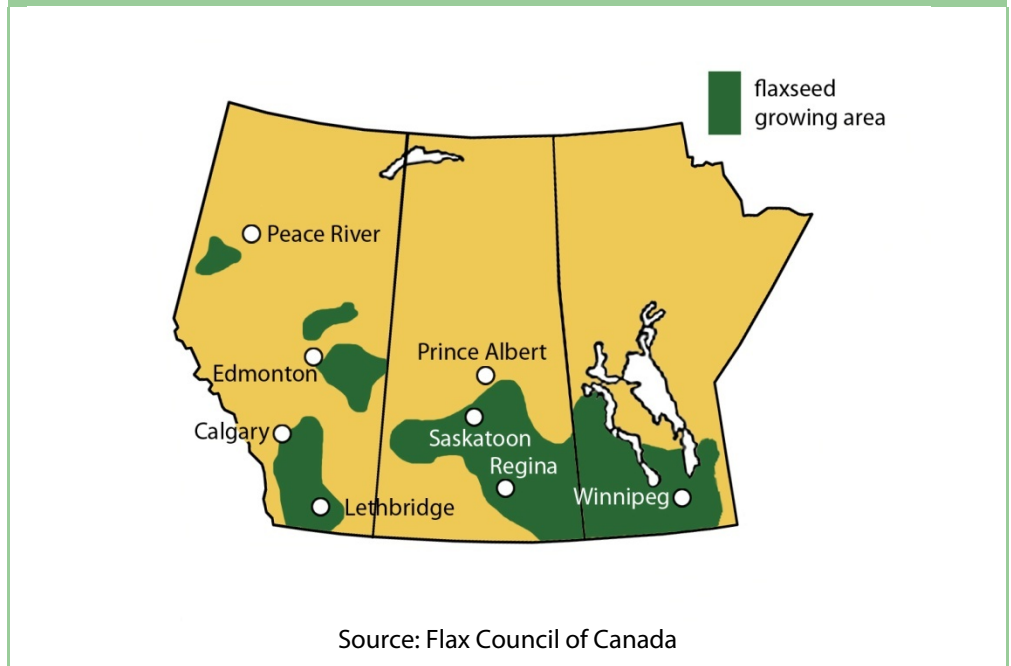 flaxseed
growing area
Peace River
Prince Albert
Edmonton
Calgary
Saskatoon
Regina
Winnipeg
Lethbridge
Source: Flax Council of Canada